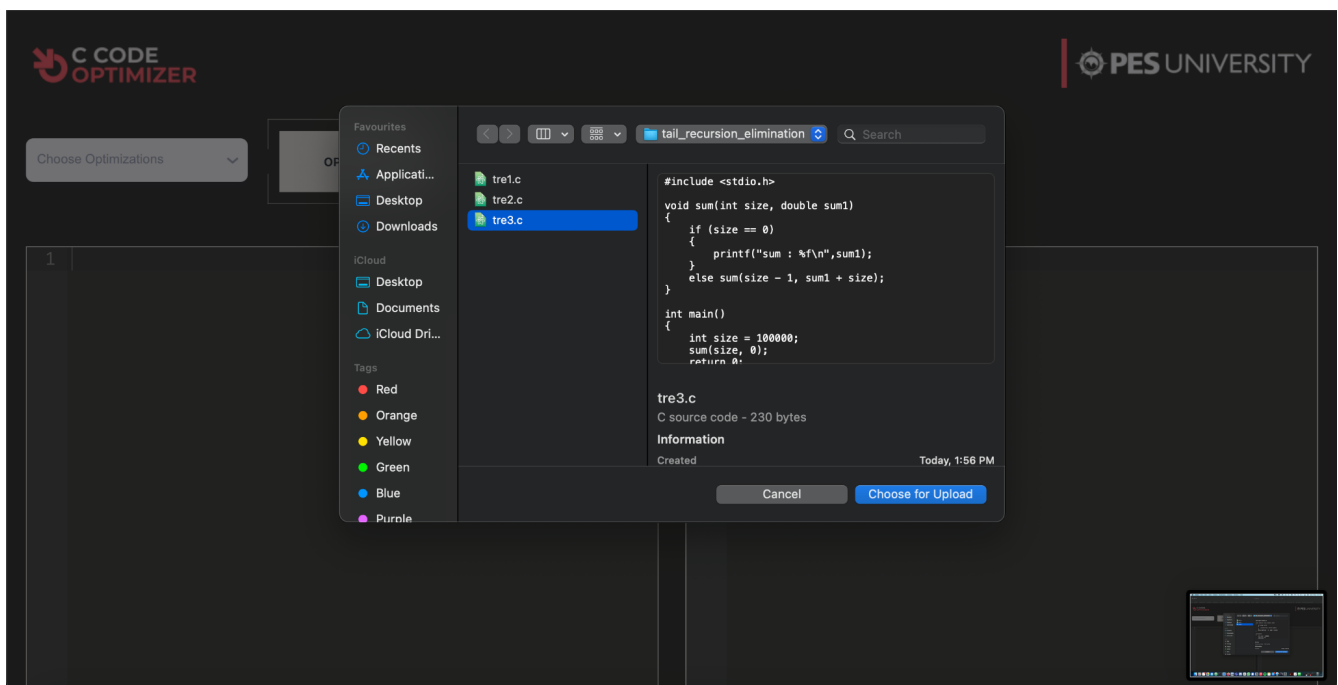 C CODE
OPTIMIZER
PES UNIVERSITY
Choose Optimizations
OP
1
Favourites
Recents
Applicati...
Desktop
Downloads
iCloud
Desktop
Documents
iCloud Dri...
Tags
Red
Orange
Yellow
Green
Blue
Purple
tail_recursion_elimination
Search
tre1.c
tre2.c
tre3.c
#include <stdio.h>
void sum(int size, double sum1)
{
if (size == 0)
{
printf("sum : %f\n",sum1);
}
else sum(size - 1, sum1 + size);
}
int main()
{
int size = 100000;
sum(size, 0);
return 0;
tre3.c
C source code - 230 bytes
Information
Created Today, 1:56 PM
Cancel Choose for Upload